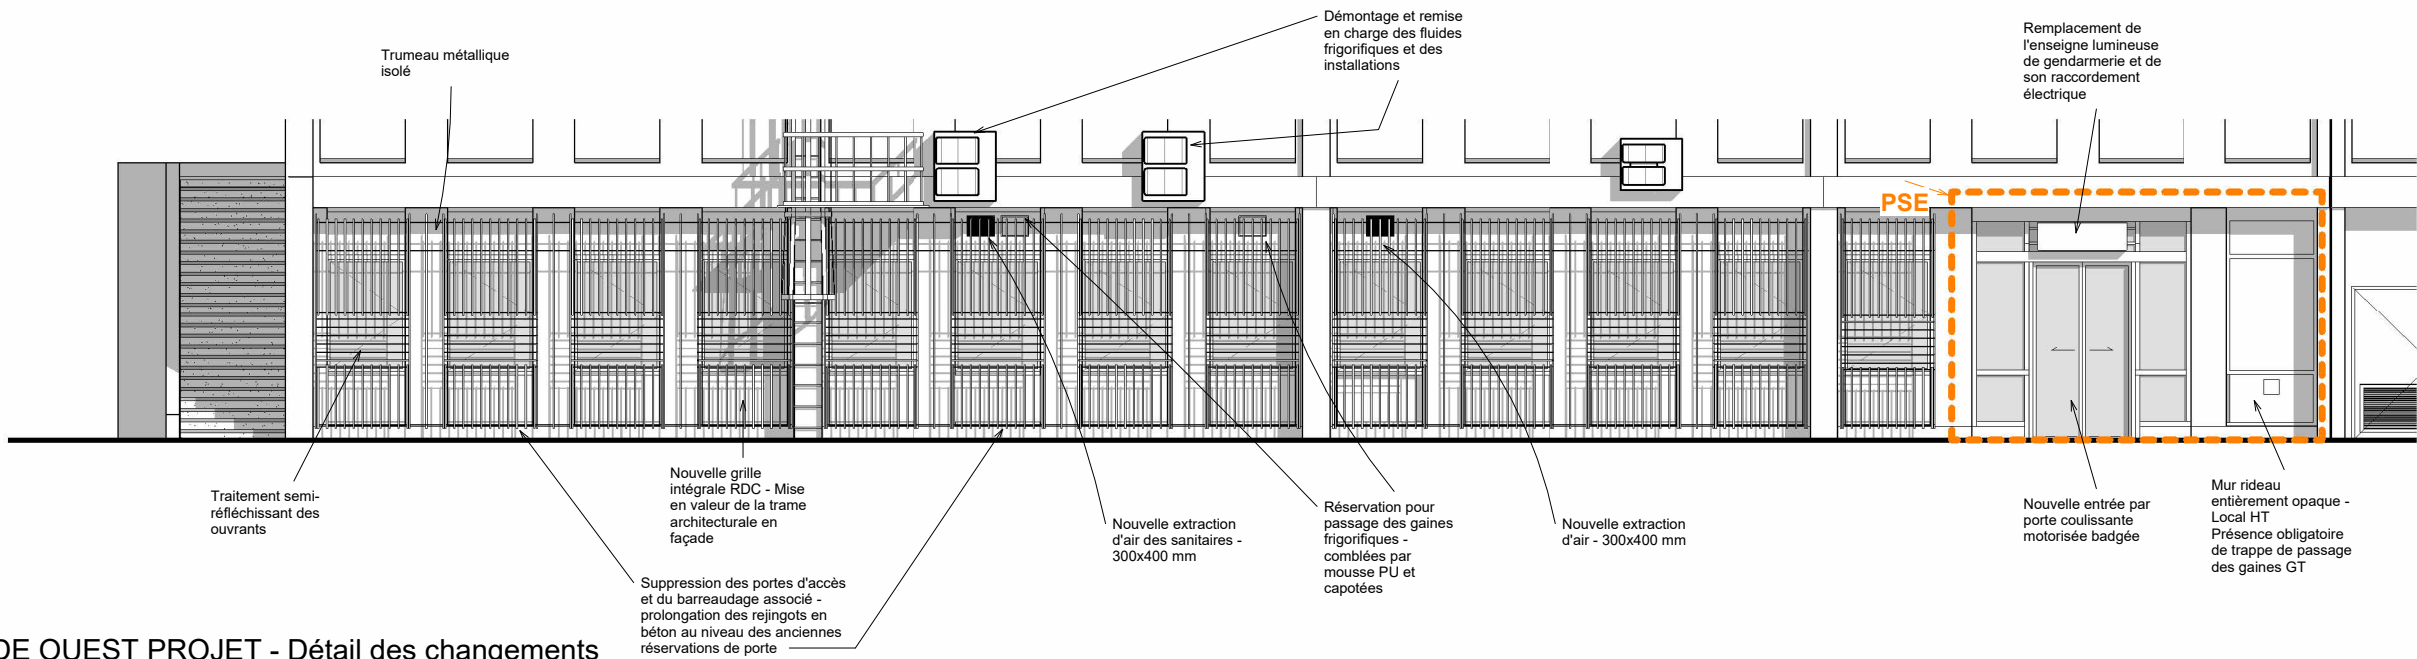 Démontage et remise
en charge des fluides
frigorifiques et des
installations
Remplacement de
l'enseigne lumineuse
de gendarmerie et de
son raccordement
électrique
Trumeau métallique
isolé
PSE
Traitement semi-
réfléchissant des
ouvrants
Nouvelle grille
intégrale RDC - Mise
en valeur de la trame
architecturale en
façade
Suppression des portes d'accès
et du barreaudage associé -
prolongation des rejingots en
béton au niveau des anciennes
réservations de porte
Nouvelle extraction
d'air des sanitaires -
300x400 mm
Réservation pour
passage des gaines
frigorifiques -
comblées par
mousse PU et
capotées
Nouvelle extraction
d'air - 300x400 mm
Nouvelle entrée par
porte coulissante
motorisée badgée
Mur rideau
entièrement opaque -
Local HT
Présence obligatoire
de trappe de passage
des gaines GT
DE OUEST PROJET - Détail des changements